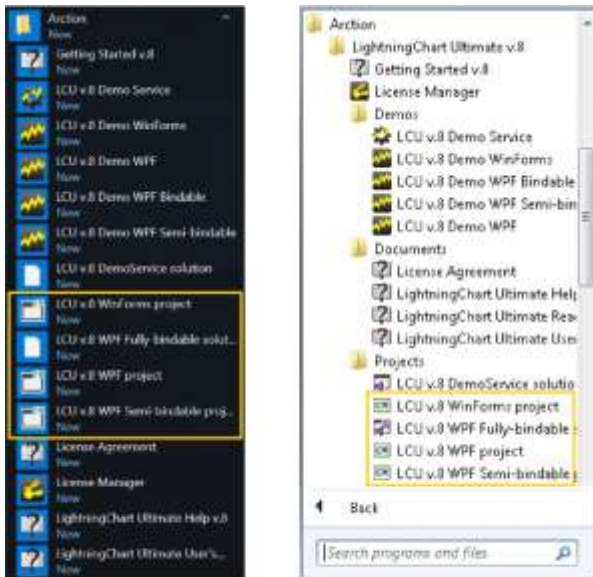 Arction
New
Getting Started v.8
New
LCU v.8 Demo Service
New
LCU v.8 Demo WinForms
New
LCU v.8 Demo WPF
New
LCU v.8 Demo WPF Bindable
New
LCU v.8 Demo WPF Semi-bindable
New
LCU v.8 DemoService solution
New
LCU v.8 WinForms project
New
LCU v.8 WPF Fully-bindable solut...
New
LCU v.8 WPF project
New
LCU v.8 WPF Semi-bindable proj...
New
License Agreement
New
License Manager
New
LightningChart Ultimate Help v.8
New
LightningChart Ultimate User's...
New
Arction
LightningChart Ultimate v.8
Getting Started v.8
License Manager
Demos
LCU v.8 Demo Service
LCU v.8 Demo WinForms
LCU v.8 Demo WPF Bindable
LCU v.8 Demo WPF Semi-bin
LCU v.8 Demo WPF
Documents
License Agreement
LightningChart Ultimate Help
LightningChart Ultimate Rea
LightningChart Ultimate User
Projects
LCU v.8 DemoService solutio
LCU v.8 WinForms project
LCU v.8 WPF Fully-bindable s
LCU v.8 WPF project
LCU v.8 WPF Semi-bindable p
Back
Search programs and files